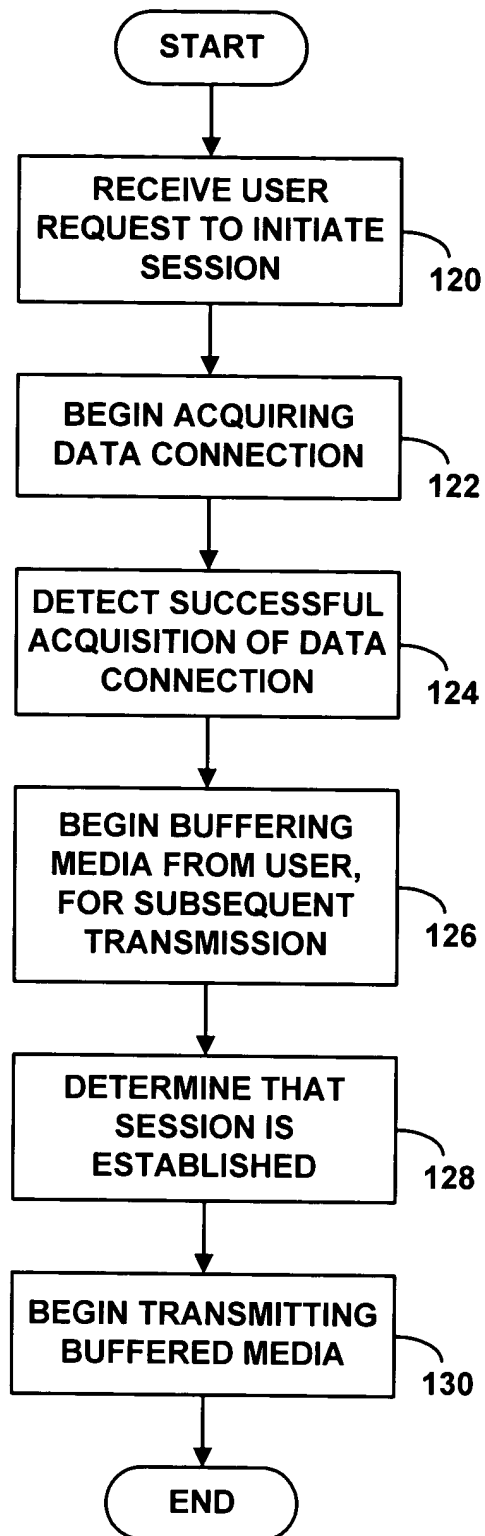 START
RECEIVE USER
REQUEST TO INITIATE
SESSION
120
BEGIN ACQUIRING
DATA CONNECTION
122
DETECT SUCCESSFUL
ACQUISITION OF DATA
CONNECTION
124
BEGIN BUFFERING
MEDIA FROM USER,
FOR SUBSEQUENT
TRANSMISSION
126
DETERMINE THAT
SESSION IS
ESTABLISHED
128
BEGIN TRANSMITTING
BUFFERED MEDIA
130
END